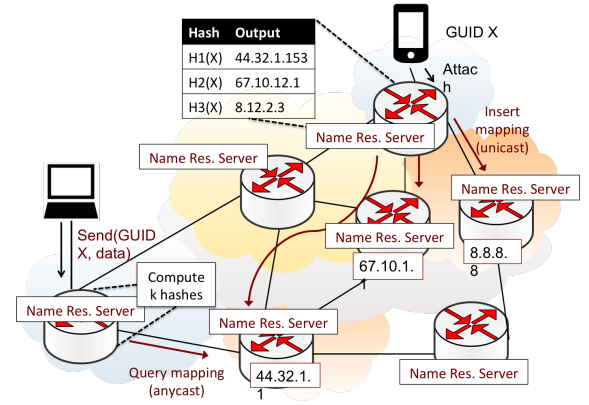 Hash Output
H1(X) 44.32.1.153
H2(X) 67.10.12.1
H3(X) 8.12.2.3
GUID X
Attac
h
Insert
mapping
(unicast)
Name Res. Server
Name Res. Server
Name Res. Server
Name Res. Server
67.10.1.
1
8.8.8.
8
Send(GUID
X, data)
Compute
k hashes
Name Res. Server
Name Res. Server
Name Res. Server
Query mapping
(anycast)
44.32.1.
1